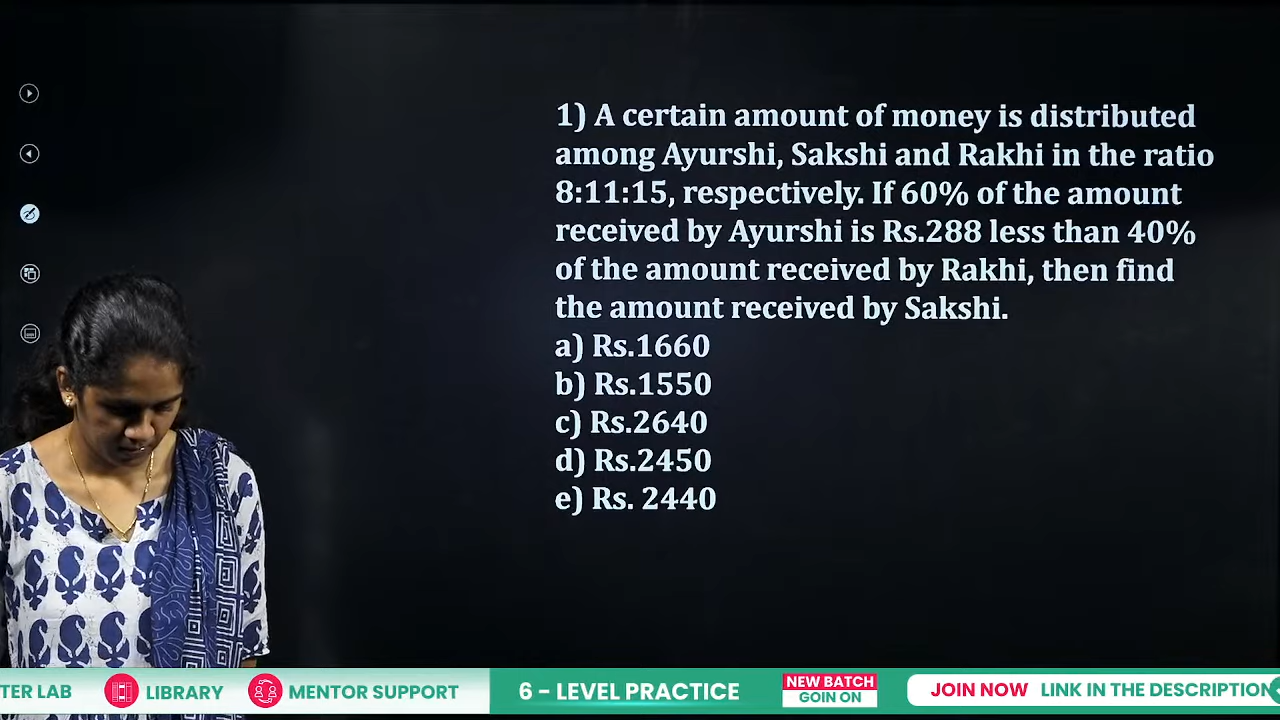 1) A certain amount of money is distributed
among Ayurshi, Sakshi and Rakhi in the ratio
8:11:15, respectively. If 60% of the amount
received by Ayurshi is Rs.288 less than 40%
of the amount received by Rakhi, then find
the amount received by Sakshi.
a) Rs.1660
b) Rs.1550
c) Rs.2640
d) Rs.2450
e) Rs. 2440
TER LAB LIBRARY MENTOR SUPPORT 6 - LEVEL PRACTICE NEW BATCH
GOIN ON
JOIN NOW LINK IN THE DESCRIPTION